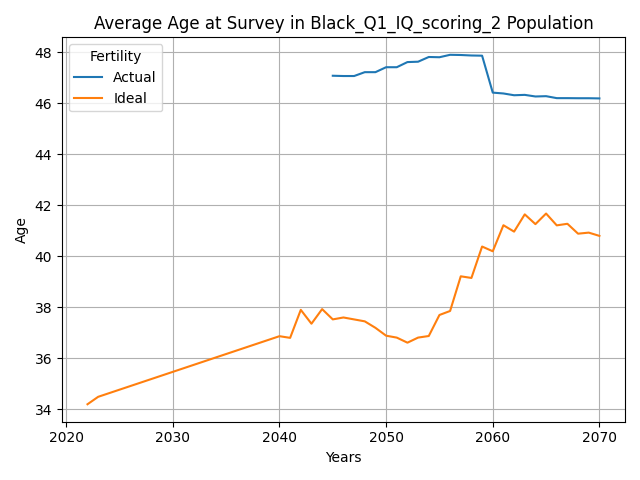 Average Age at Survey in Black_Q1_IQ_scoring_2 Population
Fertility
Actual
Ideal
48
46
44
42
40
38
36
34
Age
2020 2030 2040 2050 2060 2070
Years